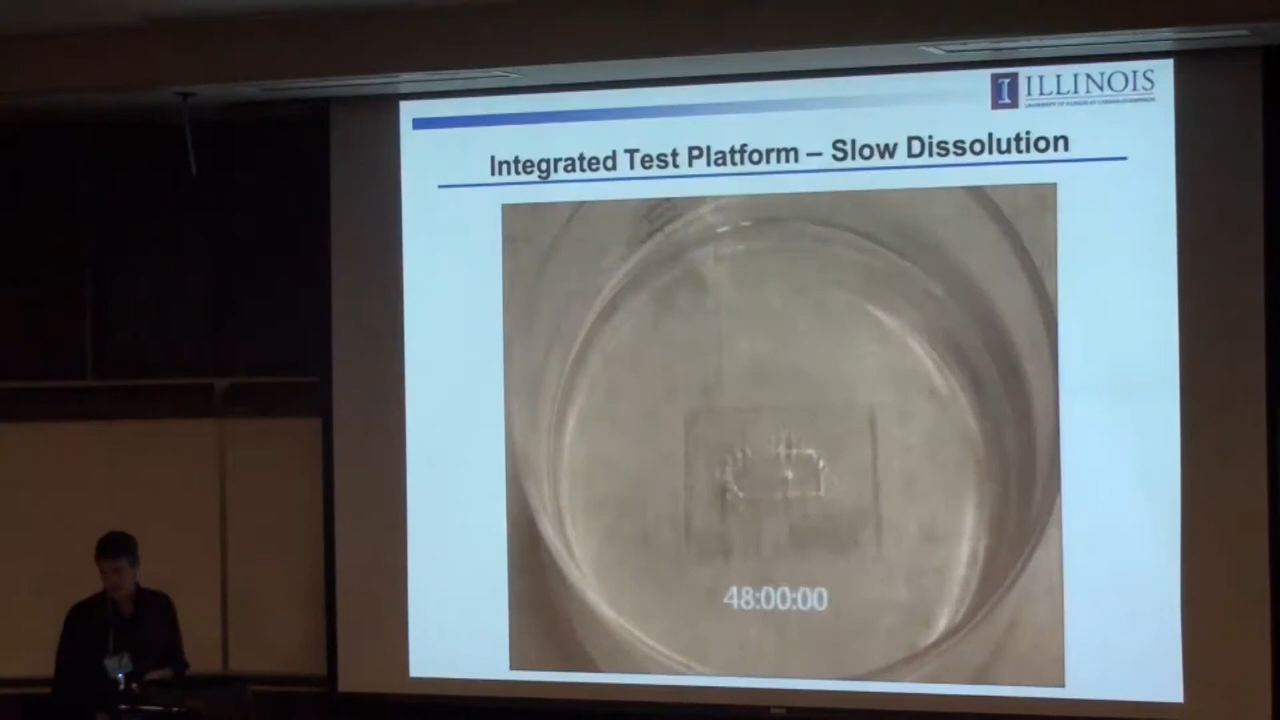 ILLINOIS
UNIVERSITY OF ILLINOIS AT URBANA-CHAMPAIGN
Integrated Test Platform – Slow Dissolution
48:00:00